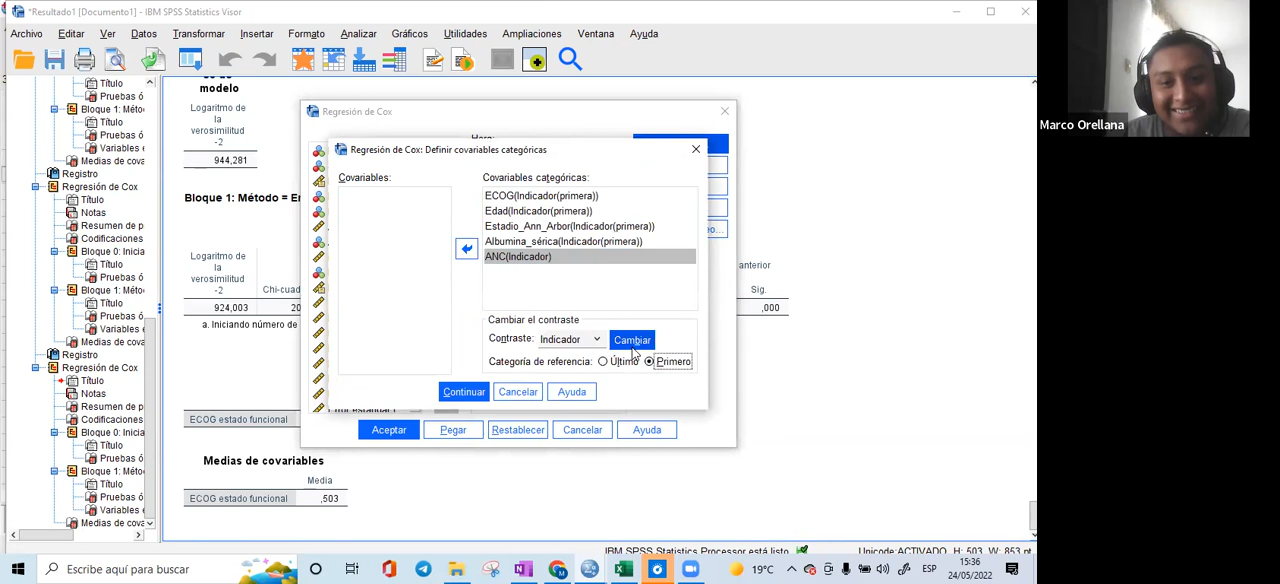 *Resultado1 [Documento1] - IBM SPSS Statistics Visor
Archivo Editar Ver Datos Transformar Insertar Formato Analizar Gráficos Utilidades Ampliaciones Ventana Ayuda
Título
Pruebas ó
Bloque 1: Méto
Título
Pruebas ó
Variables e
Medias de cova
Registro
Regresión de Cox
Título
Notas
Resumen de p
Codificaciones
Bloque 0: Inicia
Título
Pruebas ó
Bloque 1: Méto
Título
Pruebas ó
Variables e
Medias de cova
Registro
Regresión de Cox
Título
Notas
Resumen de p
Codificaciones
Bloque 0: Inicia
Título
Pruebas ó
Bloque 1: Méto
Título
Pruebas ó
Variables e
Medias de cova
modelo
Logaritmo de
la
verosimilitud
-2
944,281
Bloque 1: Método = En
Logaritmo de
la
verosimilitud
-2
Chi-cuad
anterior
Sig.
924,003
20
,000
a. Iniciando número de
ECOG estado funcional
Medias de covariables
Media
ECOG estado funcional ,503
Regresión de Cox
Hora:
Regresión de Cox: Definir covariables categóricas
Covariables:
Covariables categóricas:
ECOG(Indicador(primera))
Edad(Indicador(primera))
Estadio_Ann_Arbor(Indicador(primera))
Albumina_sérica(Indicador(primera))
ANC(Indicador)
Cambiar el contraste
Contraste: Indicador Cambiar
Categoría de referencia: Último Primero
Continuar Cancelar Ayuda
Aceptar Pegar Restablecer Cancelar Ayuda
IBM SPSS Statistics Processor está listo
Unicode:ACTIVADO H: 503 W: 853 pt
Escribe aquí para buscar
19°C
ESP
15:36
24/05/2022
Marco Orellana